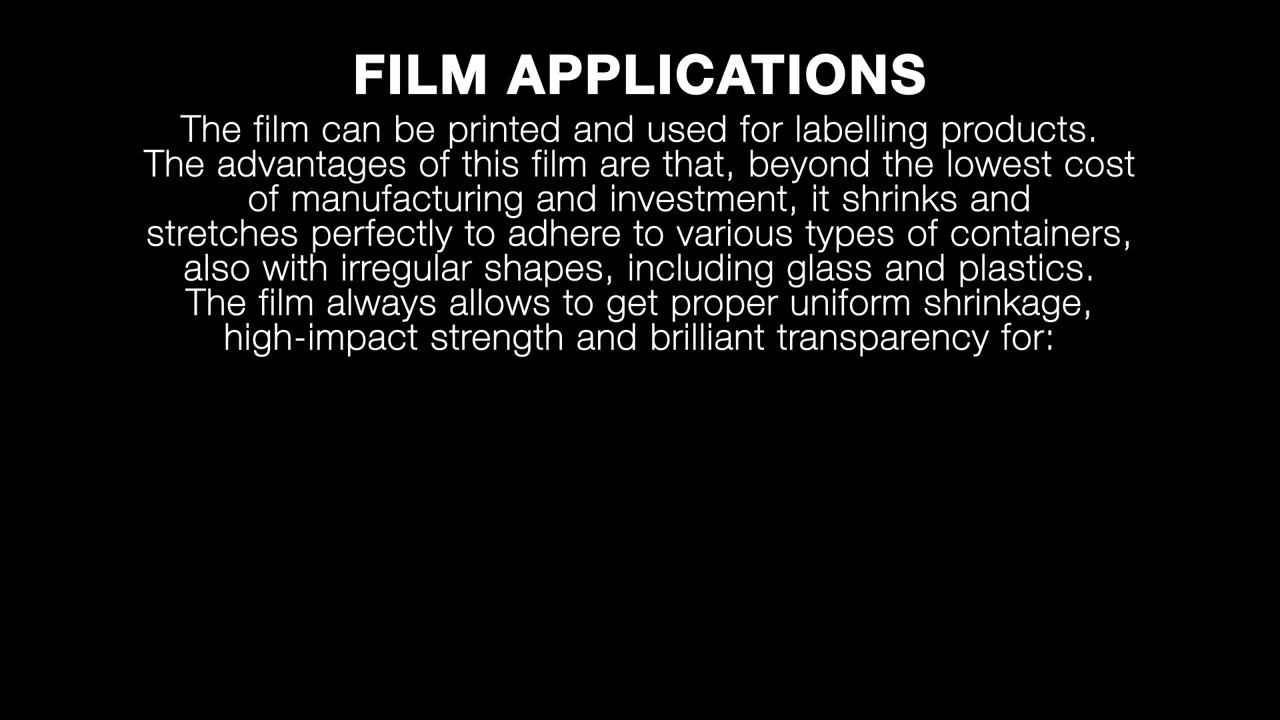 FILM APPLICATIONS
The film can be printed and used for labelling products.
The advantages of this film are that, beyond the lowest cost
of manufacturing and investment, it shrinks and
stretches perfectly to adhere to various types of containers,
also with irregular shapes, including glass and plastics.
The film always allows to get proper uniform shrinkage,
high-impact strength and brilliant transparency for: